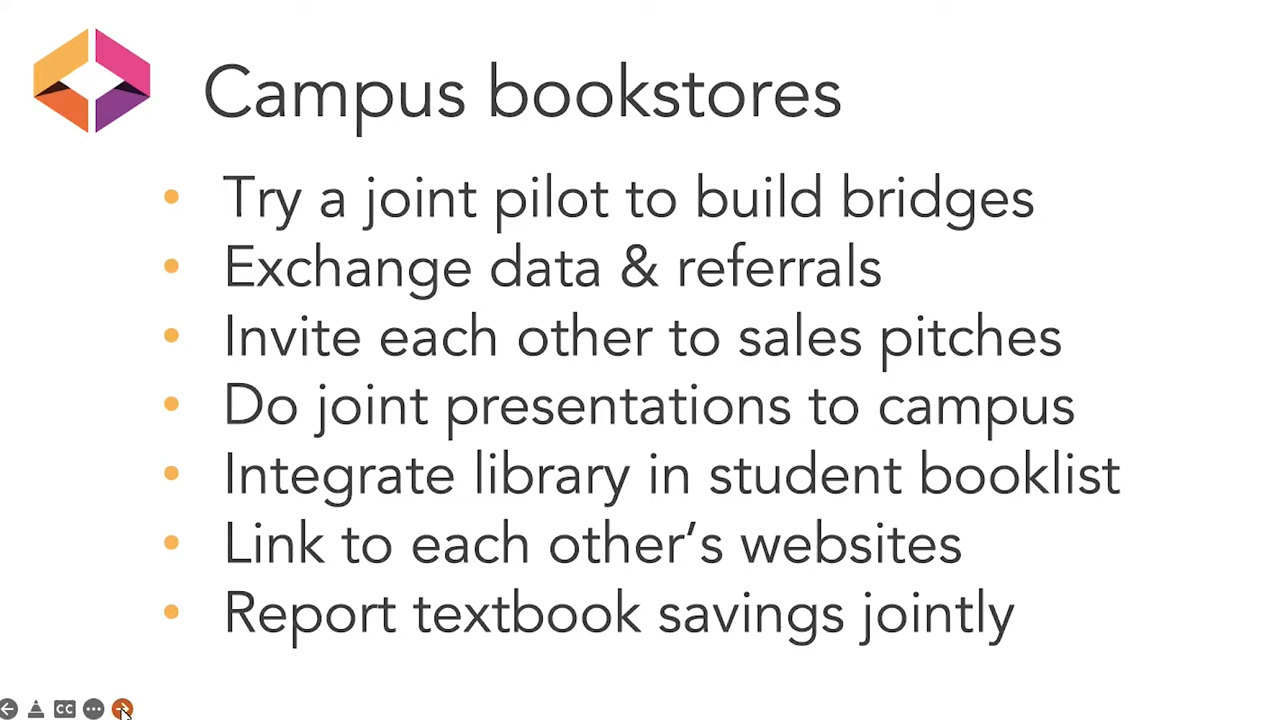 Campus bookstores
• Try a joint pilot to build bridges
• Exchange data & referrals
• Invite each other to sales pitches
• Do joint presentations to campus
• Integrate library in student booklist
• Link to each other’s websites
• Report textbook savings jointly
CC